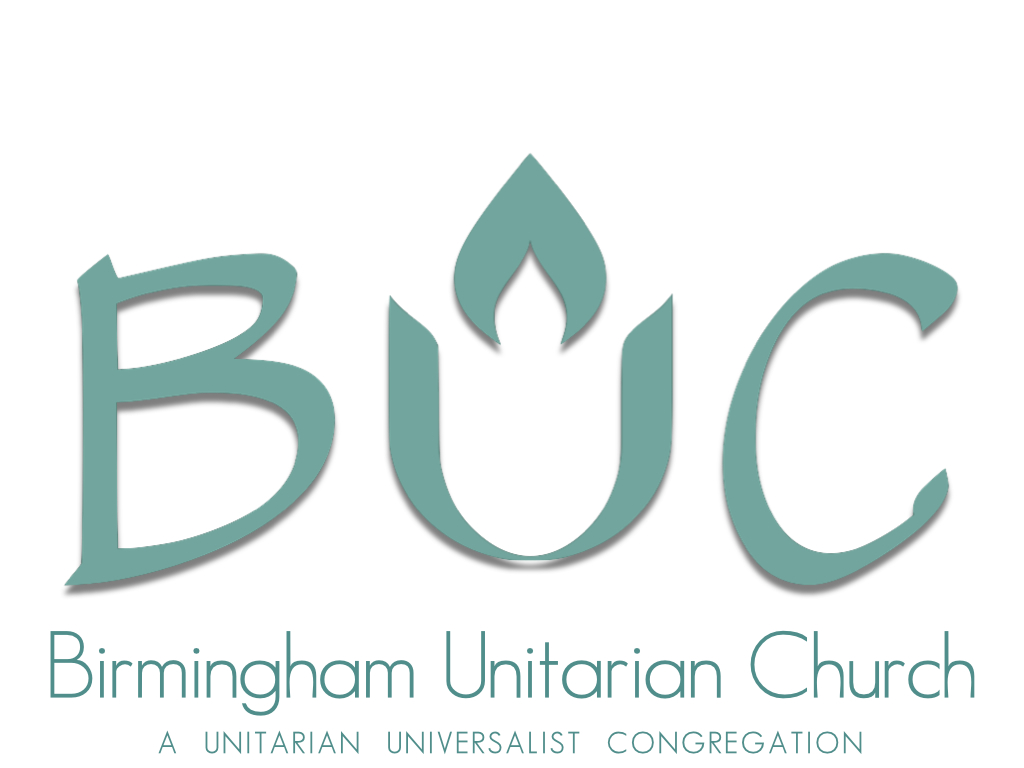 BUC
Birmingham Unitarian Church
A UNITARIAN UNIVERSALIST CONGREGATION